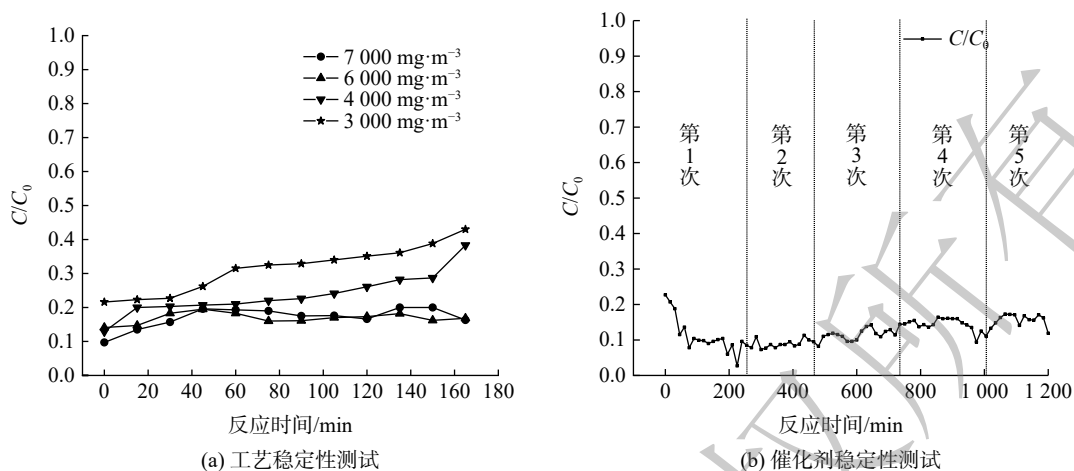 1.0
0.9
0.8
0.7
0.6
0.5
0.4
0.3
0.2
0.1
0.0
C/C0
7 000 mg·m−3
6 000 mg·m−3
4 000 mg·m−3
3 000 mg·m−3
0 20 40 60 80 100 120 140 160 180
反应时间/min
(a) 工艺稳定性测试
1.0
0.9
0.8
0.7
0.6
0.5
0.4
0.3
0.2
0.1
0.0
C/C0
C/C0
第1次
第2次
第3次
第4次
第5次
0 200 400 600 800 1 000 1 200
反应时间/min
(b) 催化剂稳定性测试
权所有